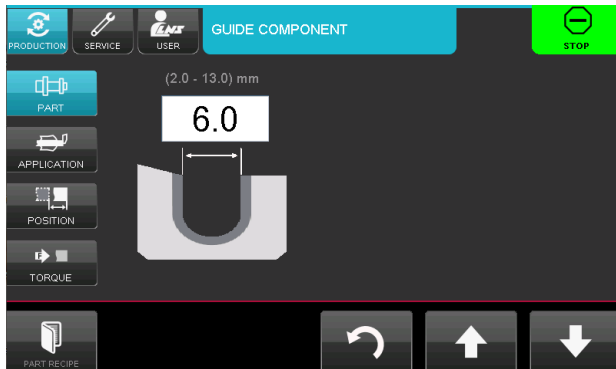 PRODUCTION
SERVICE
LNS
USER
GUIDE COMPONENT
STOP
PART
(2.0 - 13.0) mm
6.0
APPLICATION
POSITION
F
TORQUE
PART RECIPE